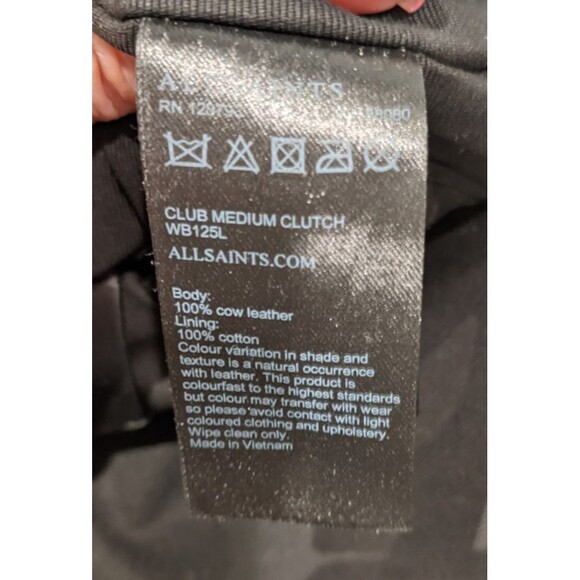 ALLSAINTS
RN
CLUB MEDIUM CLUTCH
WB125L
ALLSAINTS.COM
Body:
100% cow leather
Lining:
100% cotton
Colour variation in shade and
texture is a natural occurrence
with leather. This product is
colourfast to the highest standards
but colour may transfer with wear
so please avoid contact with light
coloured clothing and upholstery.
Wipe clean only.
Made in Vietnam